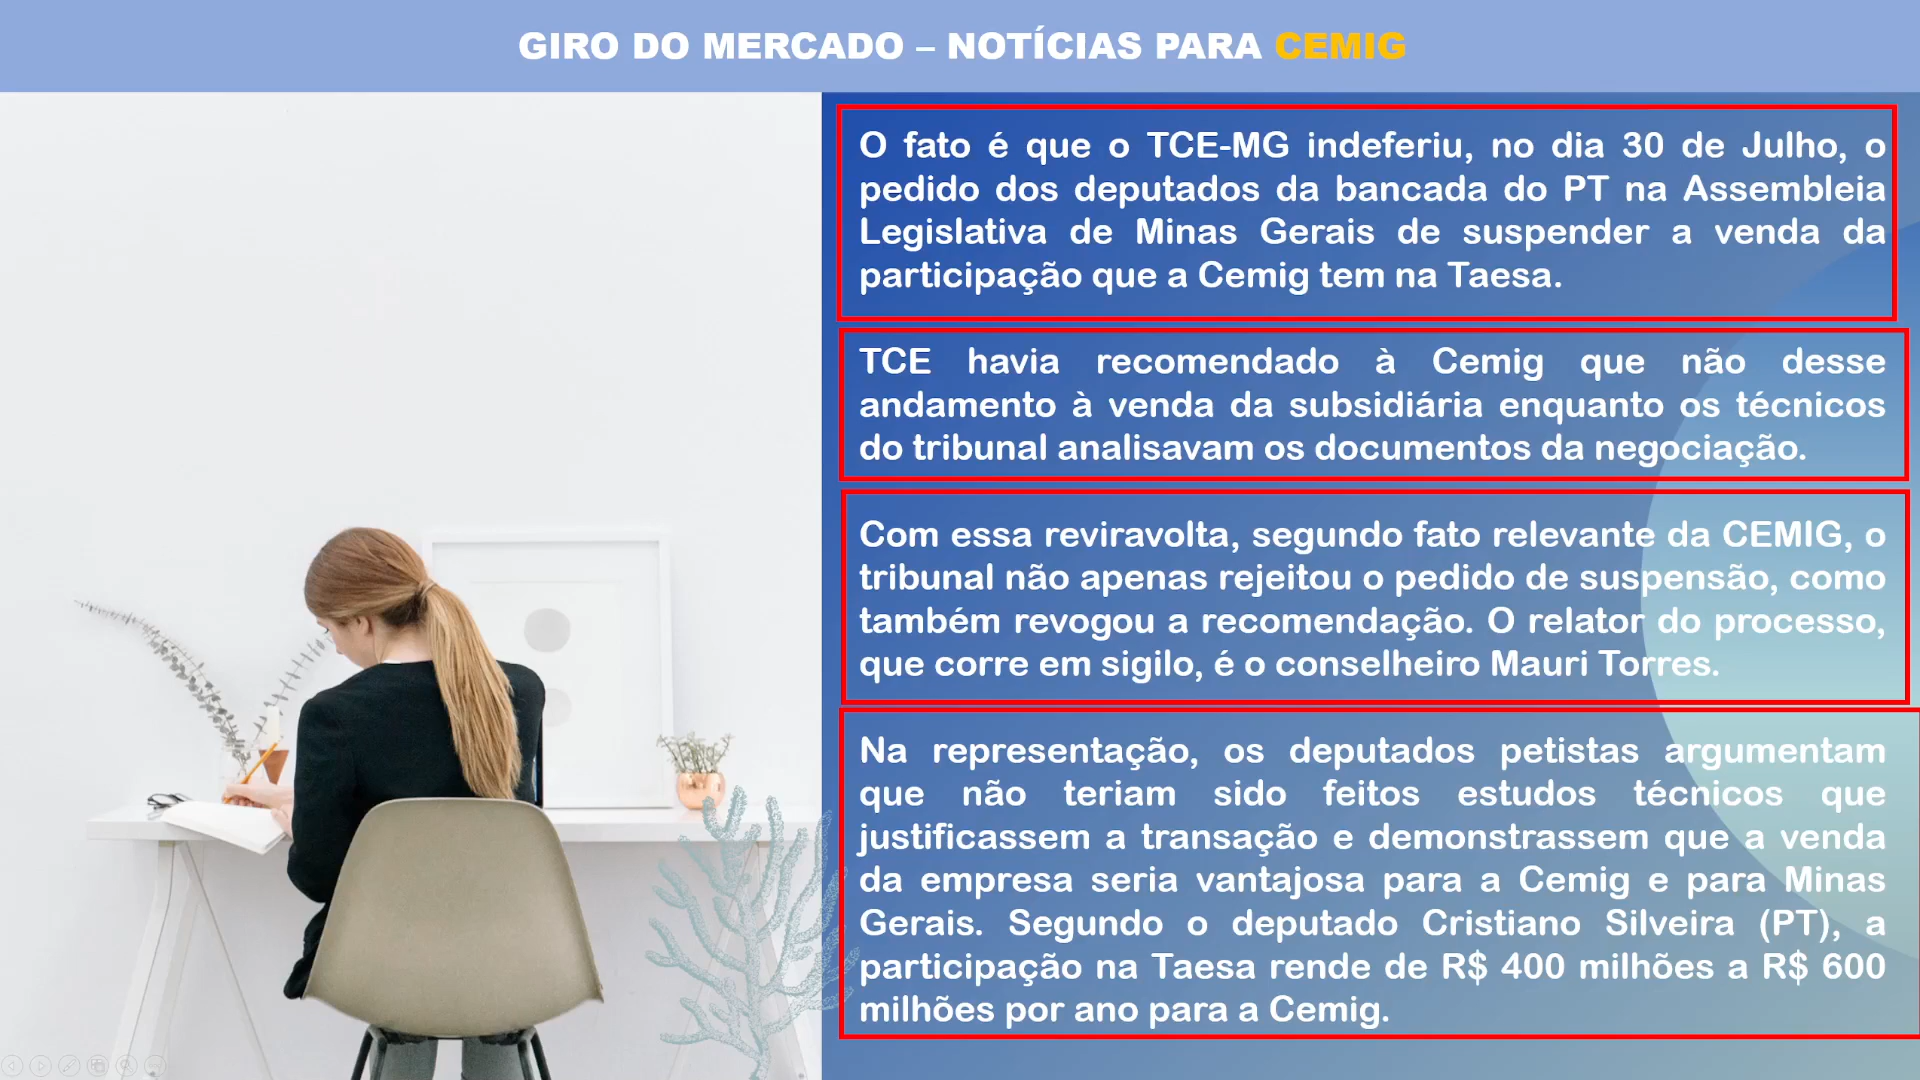 GIRO DO MERCADO – NOTÍCIAS PARA CEMIG
O fato é que o TCE-MG indeferiu, no dia 30 de Julho, o
pedido dos deputados da bancada do PT na Assembleia
Legislativa de Minas Gerais de suspender a venda da
participação que a Cemig tem na Taesa.
TCE havia recomendado à Cemig que não desse
andamento à venda da subsidiária enquanto os técnicos
do tribunal analisavam os documentos da negociação.
Com essa reviravolta, segundo fato relevante da CEMIG, o
tribunal não apenas rejeitou o pedido de suspensão, como
também revogou a recomendação. O relator do processo,
que corre em sigilo, é o conselheiro Mauri Torres.
Na representação, os deputados petistas argumentam
que não teriam sido feitos estudos técnicos que
justificassem a transação e demonstrassem que a venda
da empresa seria vantajosa para a Cemig e para Minas
Gerais. Segundo o deputado Cristiano Silveira (PT), a
participação na Taesa rende de R$ 400 milhões a R$ 600
milhões por ano para a Cemig.